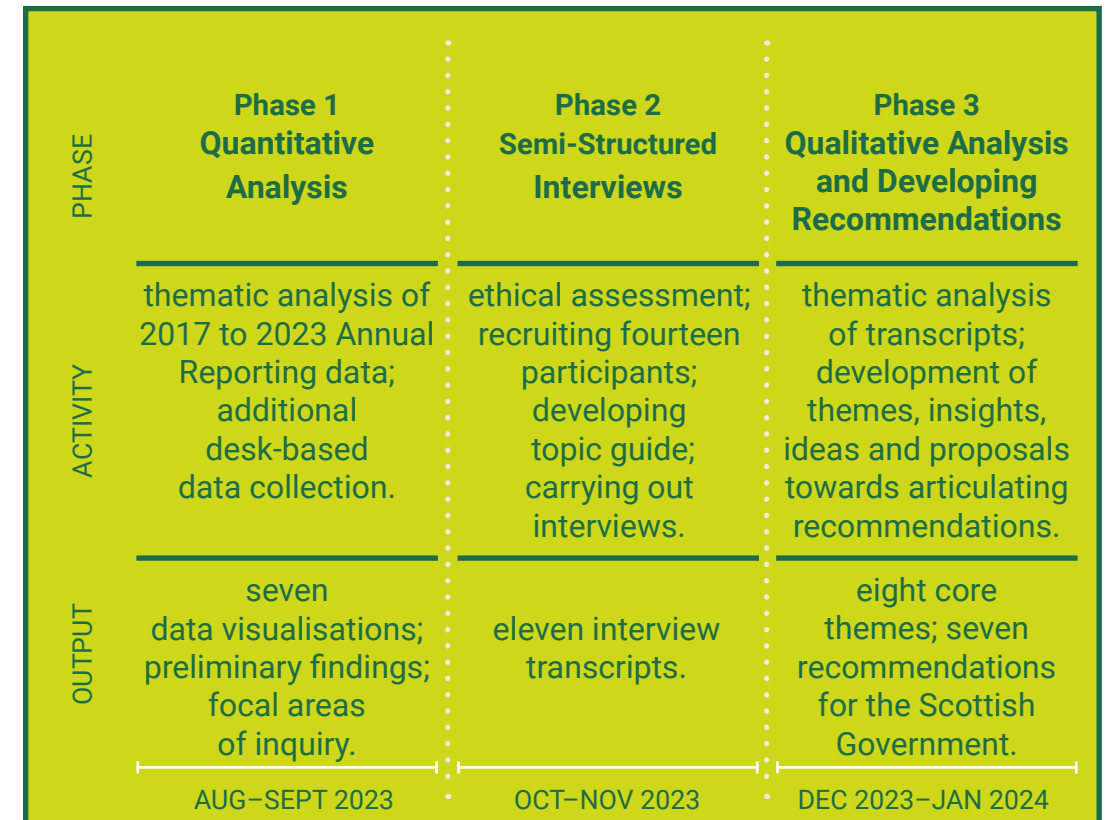 PHASE
Phase 1
Quantitative
Analysis
Phase 2
Semi-Structured
Interviews
Phase 3
Qualitative Analysis
and Developing
Recommendations
ACTIVITY
thematic analysis of
2017 to 2023 Annual
Reporting data;
additional
desk-based
data collection.
ethical assessment;
recruiting fourteen
participants;
developing
topic guide;
carrying out
interviews.
thematic analysis
of transcripts;
development of
themes, insights,
ideas and proposals
towards articulating
recommendations.
OUTPUT
seven
data visualisations;
preliminary findings;
focal areas
of inquiry.
eleven interview
transcripts.
eight core
themes; seven
recommendations
for the Scottish
Government.
AUG–SEPT 2023
OCT–NOV 2023
DEC 2023–JAN 2024